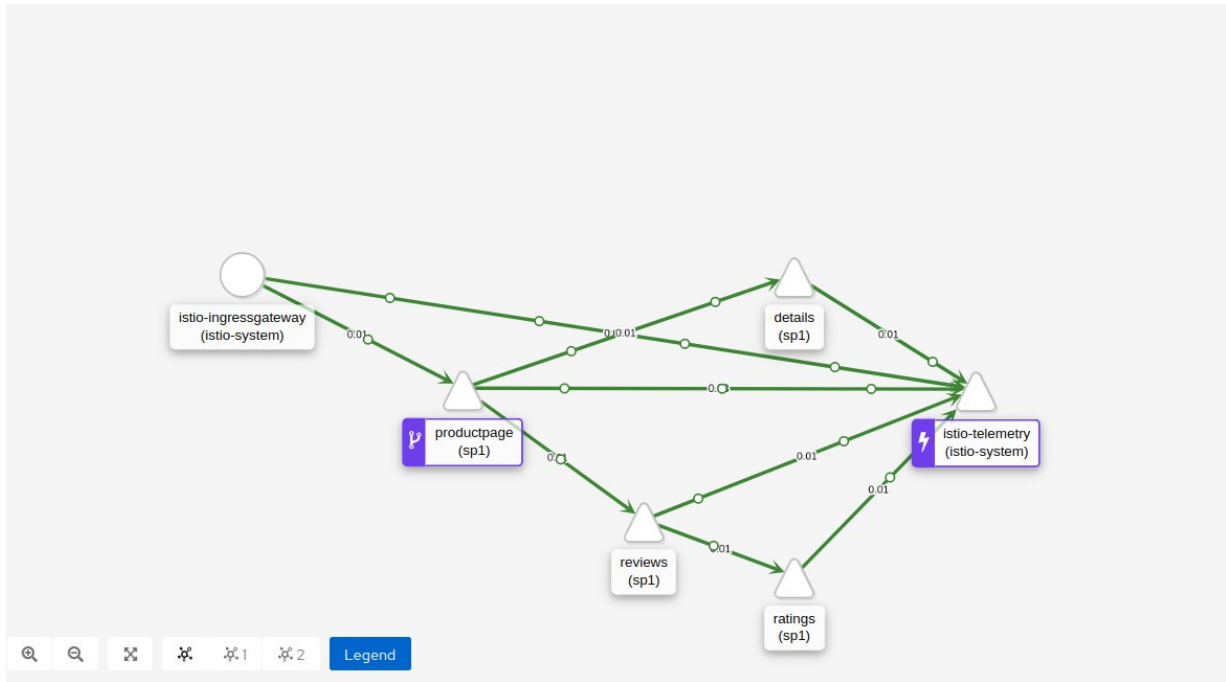 istio-ingressgateway
(istio-system)
0.01
details
(sp1)
0.01
0.01
productpage
(sp1)
istio-telemetry
(istio-system)
0.01
0.01
reviews
(sp1)
ratings
(sp1)
1
2
Legend